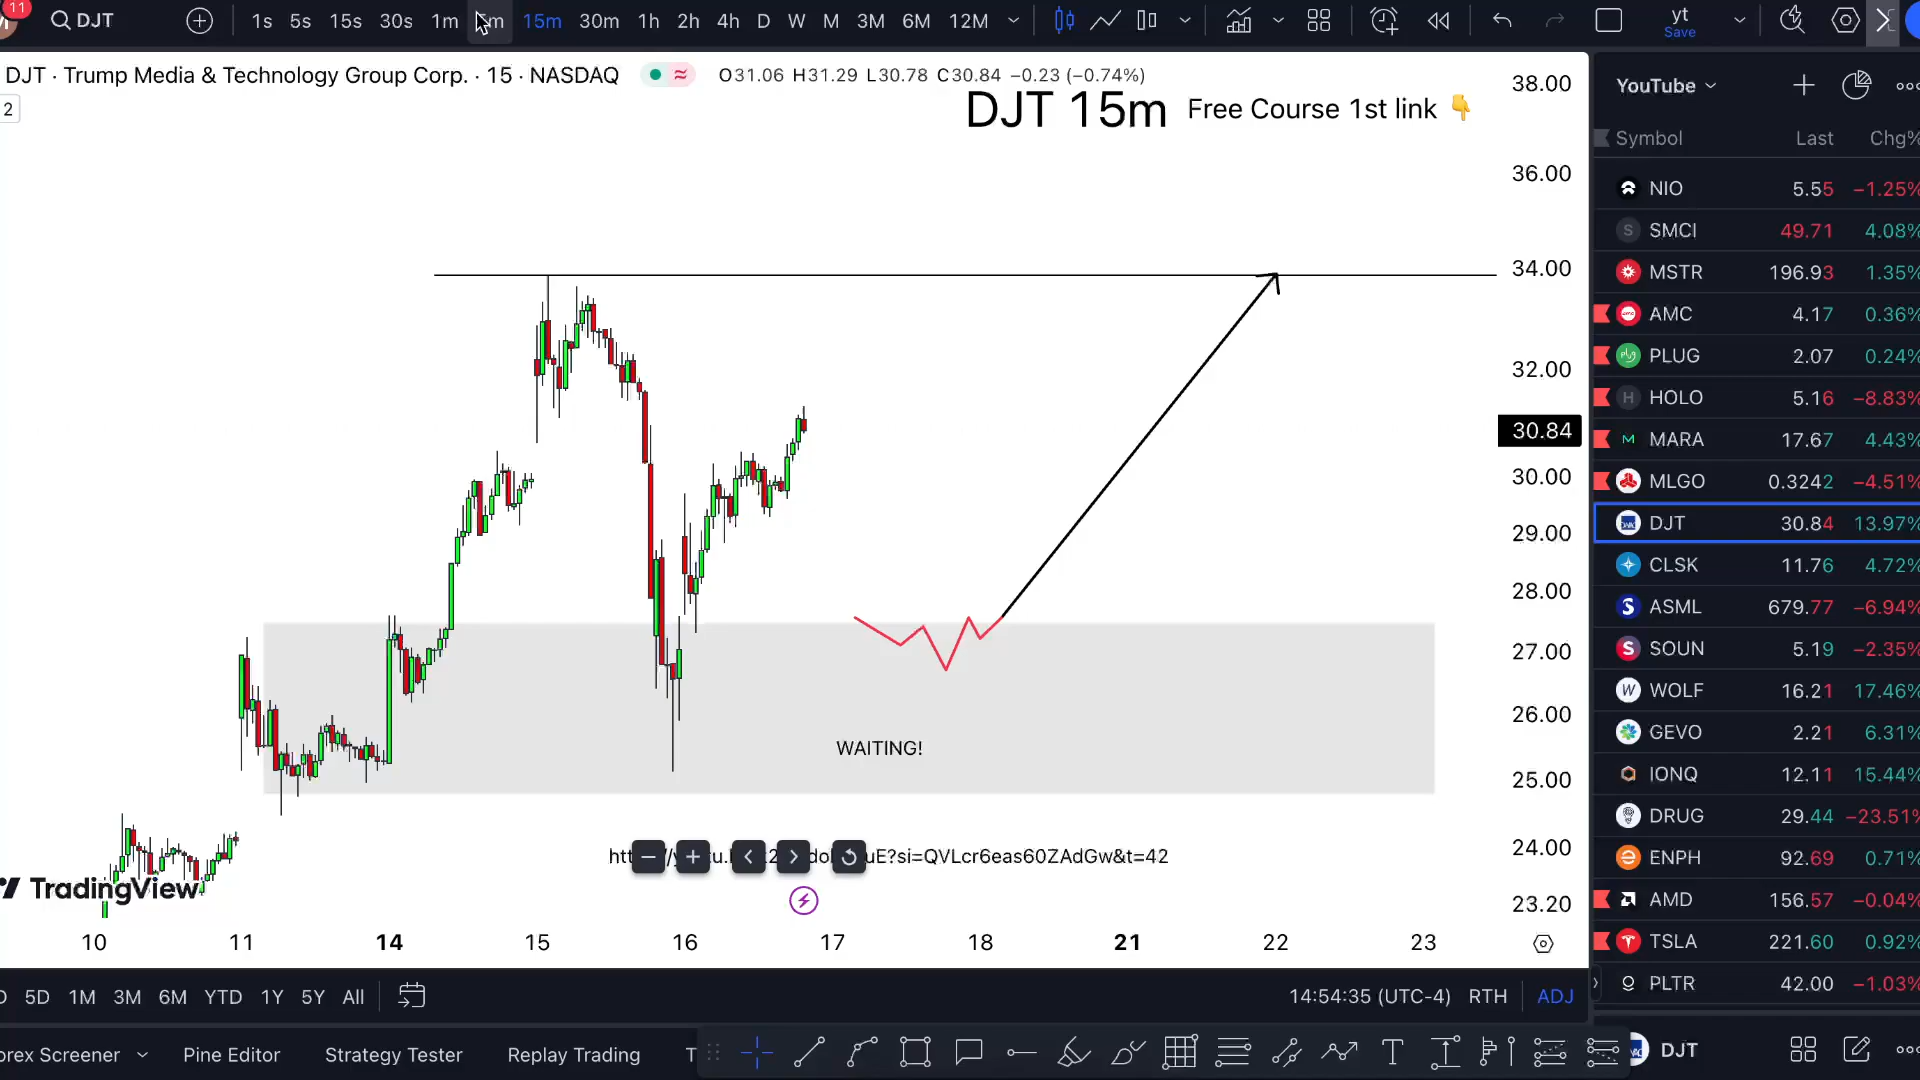 11
DJT
1s 5s 15s 30s 1m 15m 30m 1h 2h 4h D W M 3M 6M 12M
yt
Save
DJT · Trump Media & Technology Group Corp. · 15 · NASDAQ
O31.06 H31.29 L30.78 C30.84 −0.23 (−0.74%)
2
DJT 15m
Free Course 1st link 👇
WAITING!
uE?si=QVLcr6eas60ZAdGw&t=42
TradingView
38.00
36.00
34.00
32.00
30.84
30.00
29.00
28.00
27.00
26.00
25.00
24.00
23.20
10 11 14 15 16 17 18 21 22 23
5D 1M 3M 6M YTD 1Y 5Y All
14:54:35 (UTC-4) RTH ADJ
orex Screener Pine Editor Strategy Tester Replay Trading T
YouTube
Symbol Last Chg%
NIO 5.55 −1.25%
S SMCI 49.71 4.08%
MSTR 196.93 1.35%
AMC 4.17 0.36%
PLUG 2.07 0.24%
H HOLO 5.16 −8.83%
MARA 17.67 4.43%
MLGO 0.3242 −4.51%
DJT 30.84 13.97%
CLSK 11.76 4.72%
ASML 679.77 −6.94%
SOUN 5.19 −2.35%
WOLF 16.21 17.46%
GEVO 2.21 6.31%
IONQ 12.11 15.44%
DRUG 29.44 −23.51%
ENPH 92.69 0.71%
AMD 156.57 −0.04%
TSLA 221.60 0.92%
PLTR 42.00 −1.03%
DJT